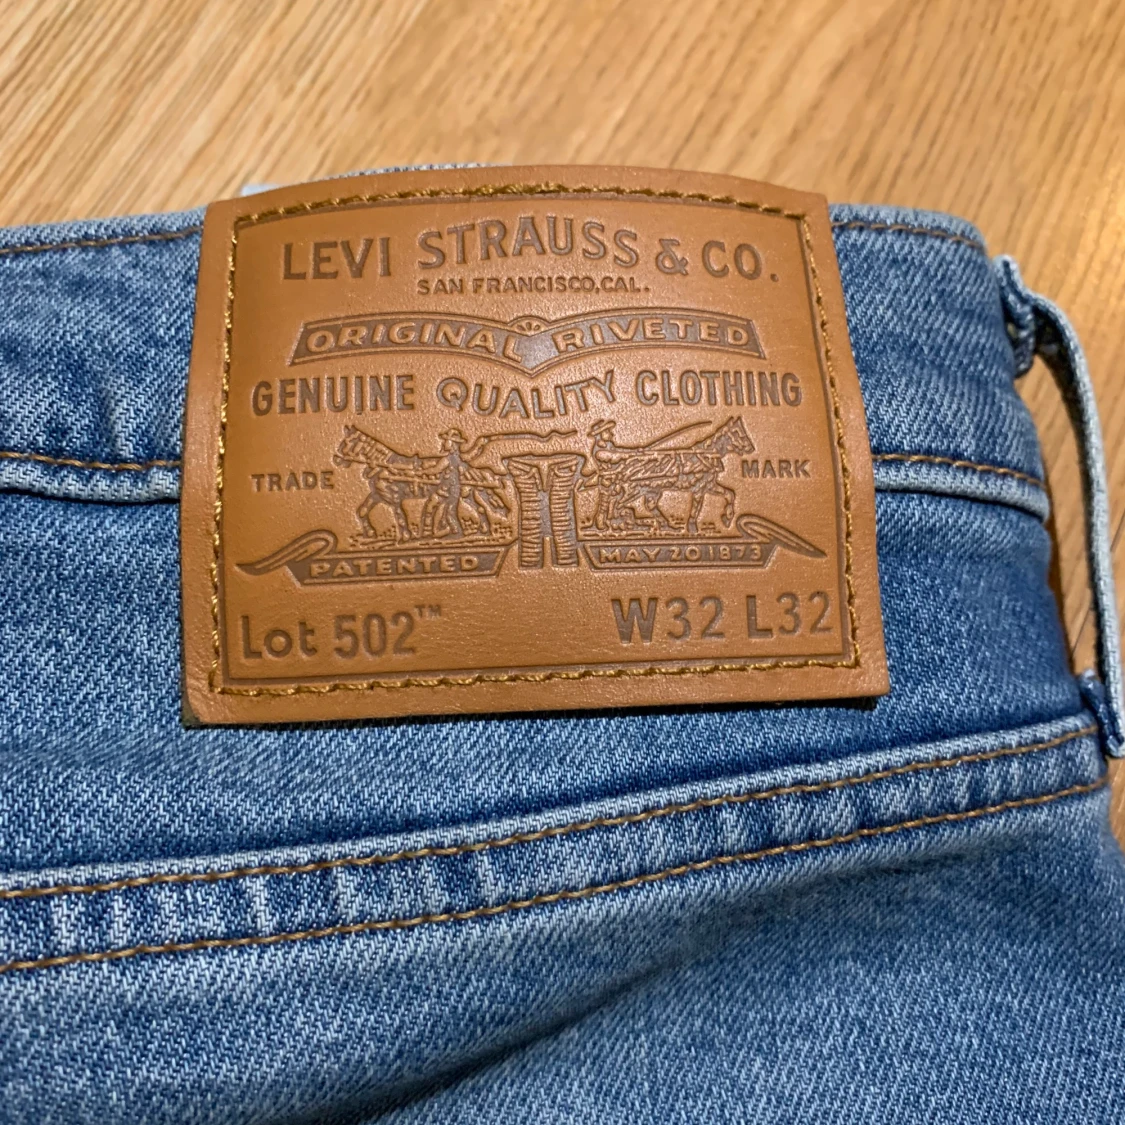 LEVI STRAUSS & CO.
SAN FRANCISCO, CAL.
ORIGINAL RIVETED
GENUINE QUALITY CLOTHING
TRADE MARK
PATENTED MAY 20 1873
Lot 502™ W32 L32